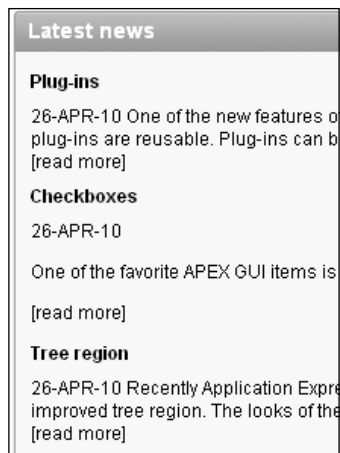 Latest news
Plug-ins
26-APR-10 One of the new features o
plug-ins are reusable. Plug-ins can b
[read more]
Checkboxes
26-APR-10
One of the favorite APEX GUI items is
[read more]
Tree region
26-APR-10 Recently Application Expre
improved tree region. The looks of the
[read more]